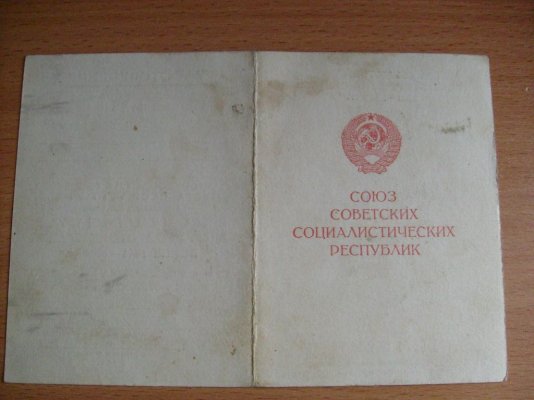 СОЮЗ
СОВЕТСКИХ
СОЦИАЛИСТИЧЕСКИХ
РЕСПУБЛИК